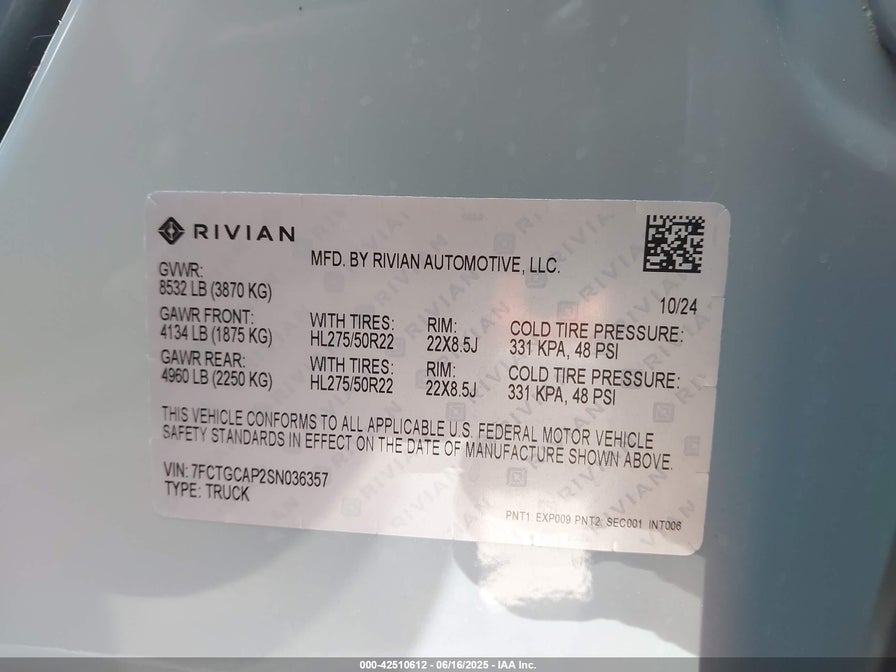 RIVIAN
MFD. BY RIVIAN AUTOMOTIVE, LLC.
10/24
GVWR:
8532 LB (3870 KG)
GAWR FRONT:
4134 LB (1875 KG)
WITH TIRES:
HL275/50R22
RIM:
22X8.5J
COLD TIRE PRESSURE:
331 KPA, 48 PSI
GAWR REAR:
4960 LB (2250 KG)
WITH TIRES:
HL275/50R22
RIM:
22X8.5J
COLD TIRE PRESSURE:
331 KPA, 48 PSI
THIS VEHICLE CONFORMS TO ALL APPLICABLE U.S. FEDERAL MOTOR VEHICLE
SAFETY STANDARDS IN EFFECT ON THE DATE OF MANUFACTURE SHOWN ABOVE.
VIN: 7FCTGCAP2SN036357
TYPE: TRUCK
PNT1: EXP009 PNT2: SEC001 INT006
000-42510612 - 06/16/2025 - IAA Inc.